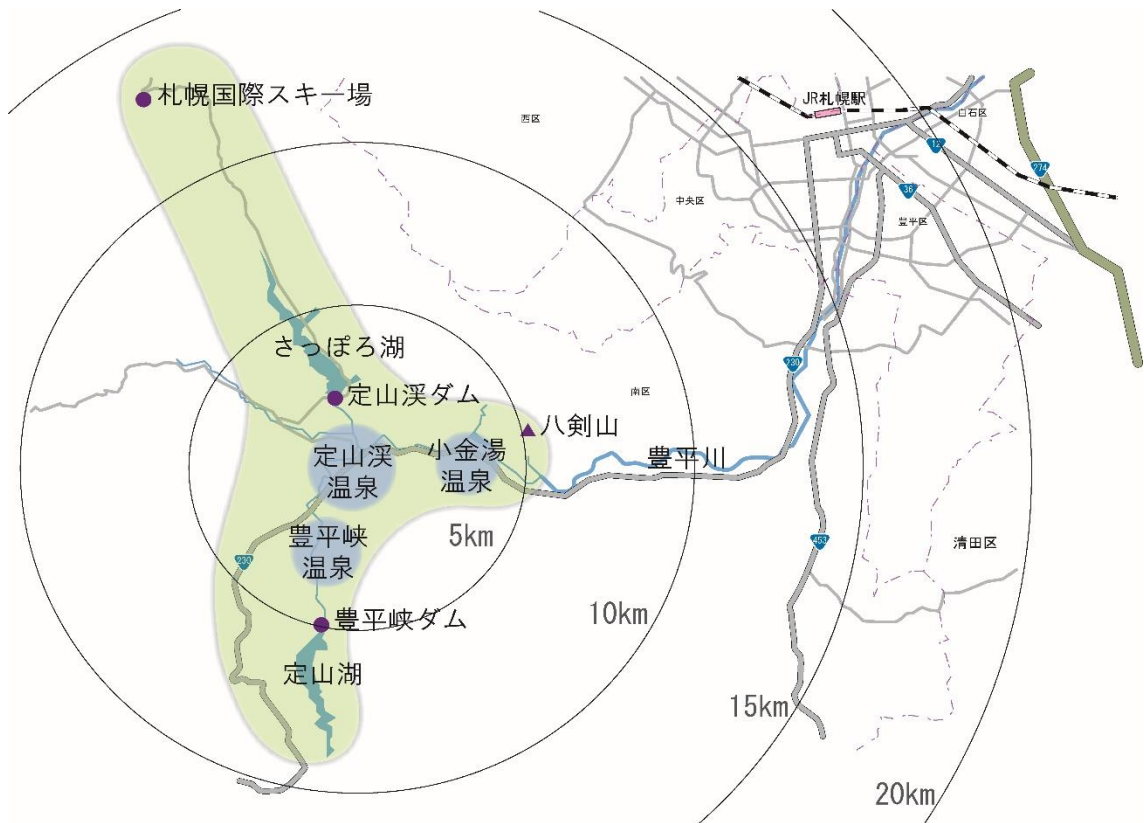 札幌国際スキー場
JR札幌駅
白石区
西区
12
274
36
中央区
豊平区
さっぽろ湖
230
定山渓ダム
南区
八剣山
定山渓
温泉
小金湯
温泉
豊平川
5km
豊平峡
温泉
230
453
清田区
豊平峡ダム
10km
定山湖
15km
20km